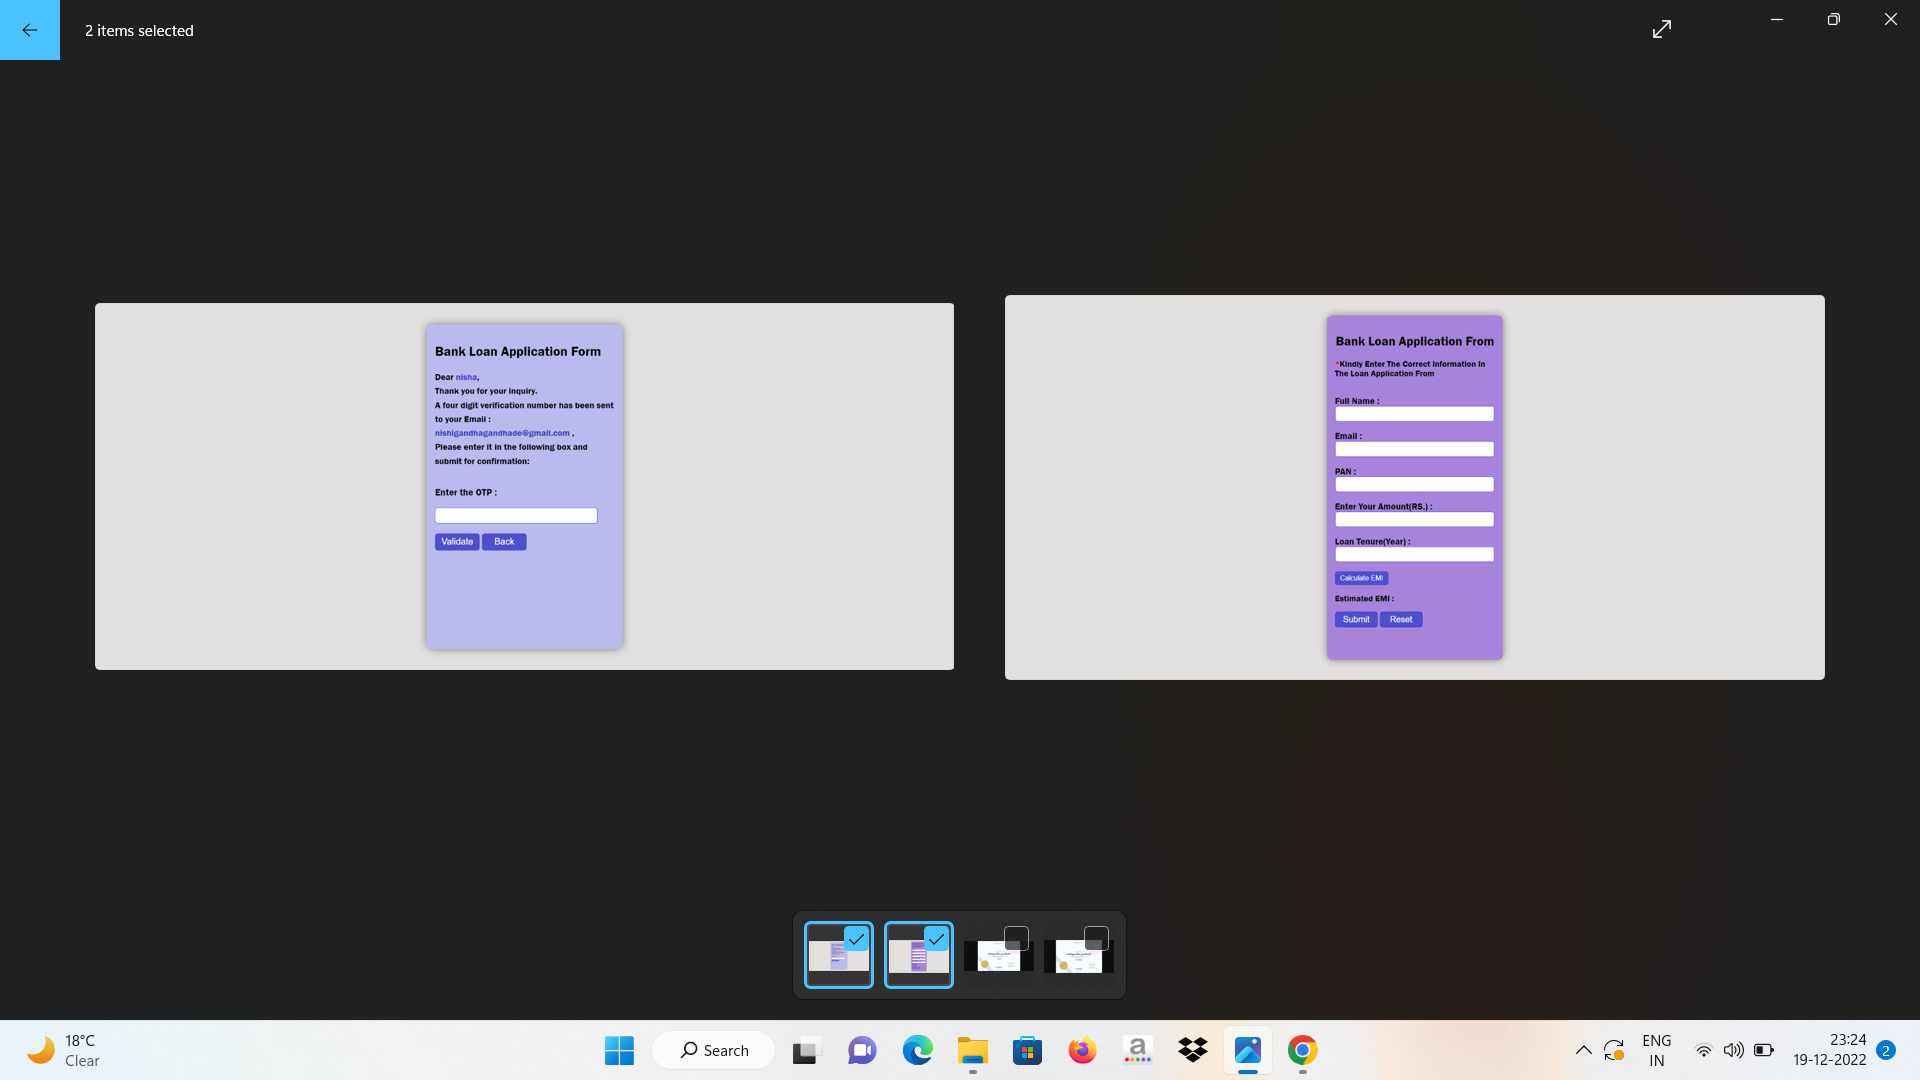 2 items selected
Bank Loan Application Form
Dear nisha,
Thank you for your inquiry.
A four digit verification number has been sent
to your Email :
nishigandhagandhade@gmail.com ,
Please enter it in the following box and
submit for confirmation:
Enter the OTP :
Validate Back
Bank Loan Application From
*Kindly Enter The Correct Information In
The Loan Application From
Full Name :
Email :
PAN :
Enter Your Amount(RS.) :
Loan Tenure(Year) :
Calculate EMI
Estimated EMI :
Submit Reset
18°C
Clear
Search
a
ENG
IN
23:24
19-12-2022
2